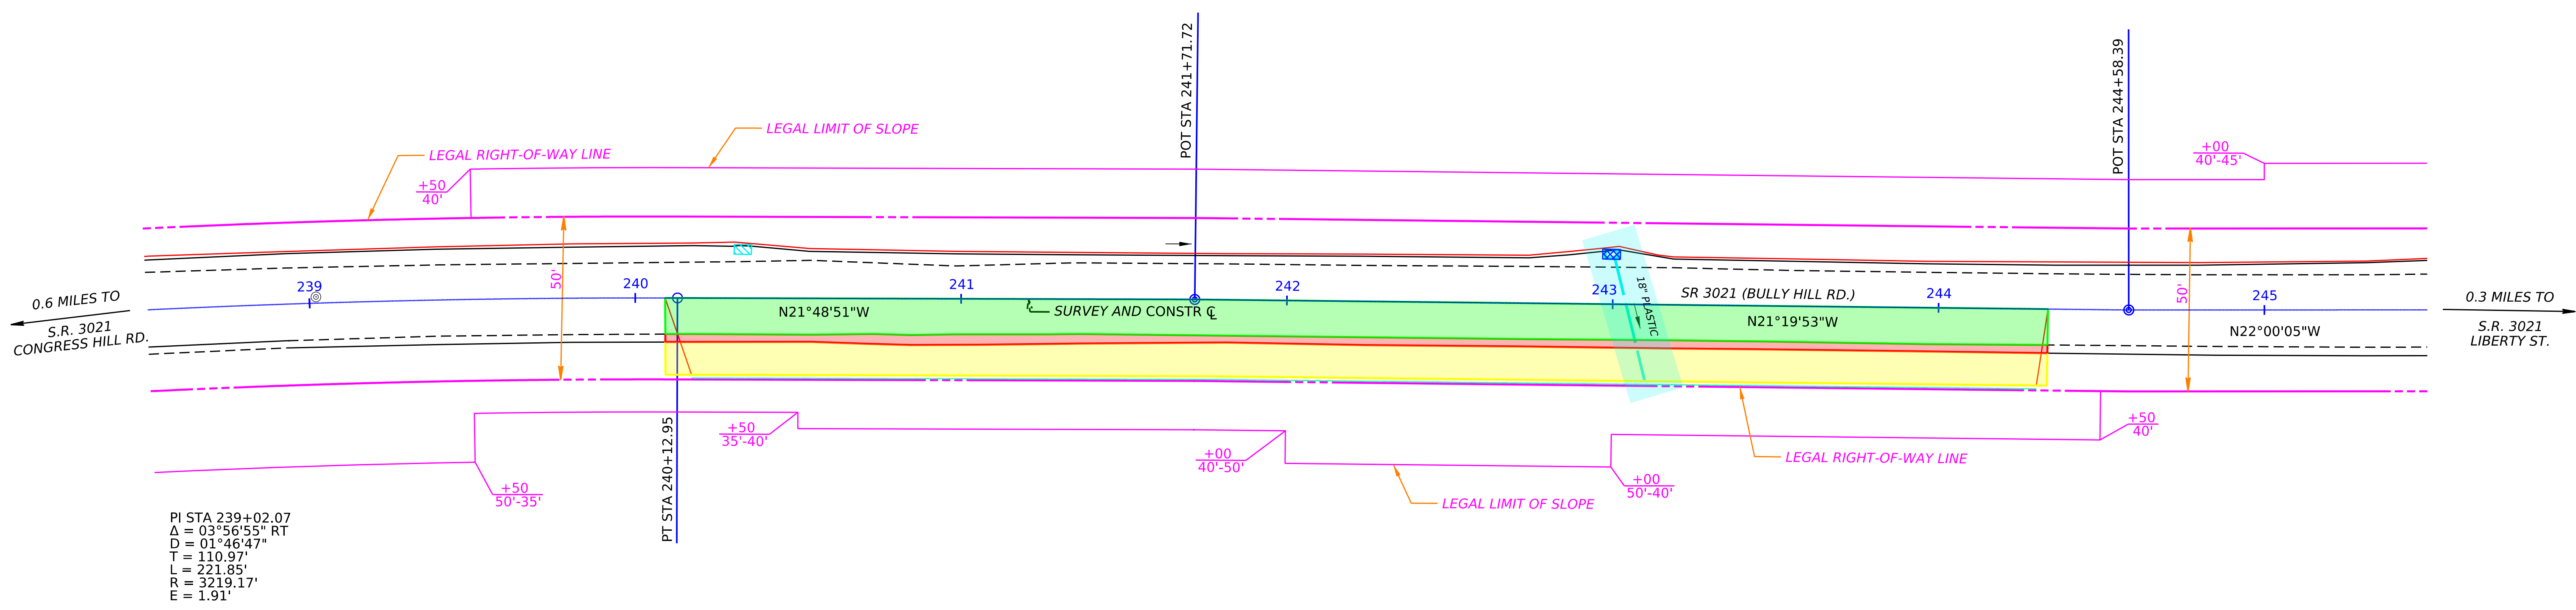 POT STA 241+71.72
POT STA 244+58.39
LEGAL LIMIT OF SLOPE
LEGAL RIGHT-OF-WAY LINE
+50
40'
+00
40'-45'
0.6 MILES TO
S.R. 3021
CONGRESS HILL RD.
239
240
50'
241
242
243
244
245
50'
N21°48'51"W
SURVEY AND CONSTR ℄
18" PLASTIC
SR 3021 (BULLY HILL RD.)
N21°19'53"W
N22°00'05"W
0.3 MILES TO
S.R. 3021
LIBERTY ST.
PT STA 240+12.95
+50
35'-40'
+00
40'-50'
+50
40'
LEGAL RIGHT-OF-WAY LINE
+50
50'-35'
+00
50'-40'
LEGAL LIMIT OF SLOPE
PI STA 239+02.07
Δ = 03°56'55" RT
D = 01°46'47"
T = 110.97'
L = 221.85'
R = 3219.17'
E = 1.91'